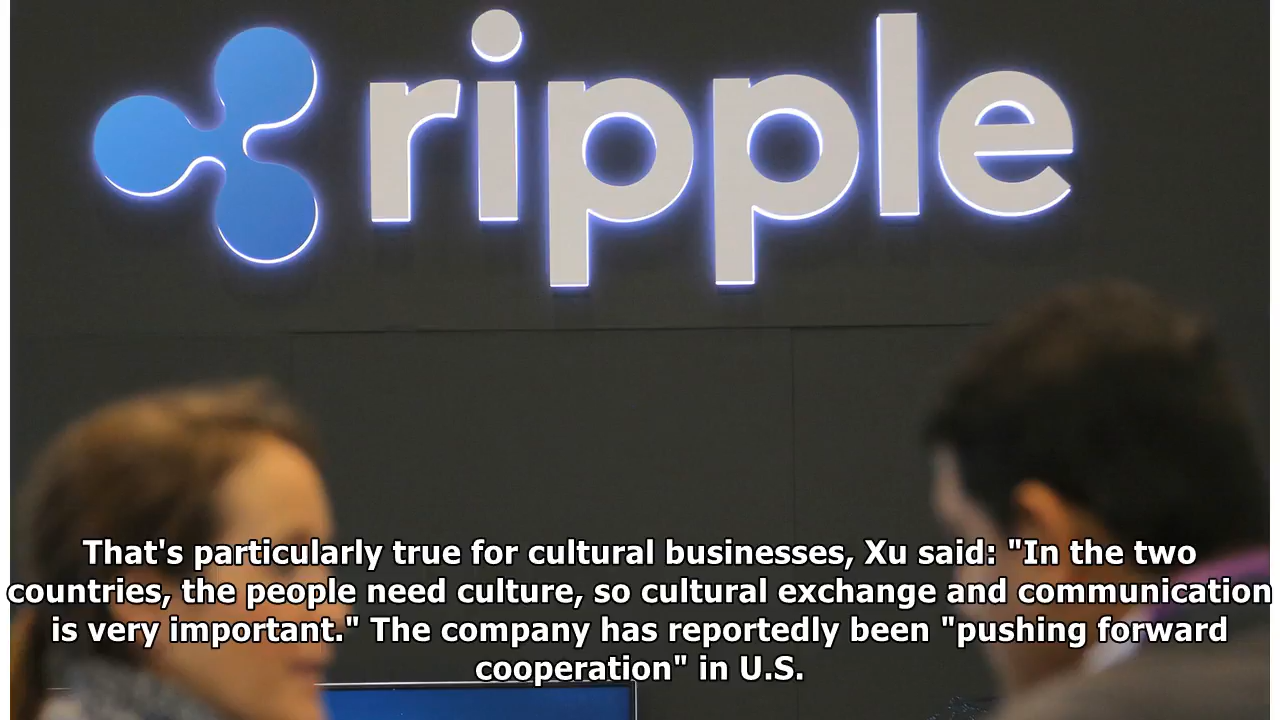 ripple
That's particularly true for cultural businesses, Xu said: "In the two
countries, the people need culture, so cultural exchange and communication
is very important." The company has reportedly been "pushing forward
cooperation" in U.S.